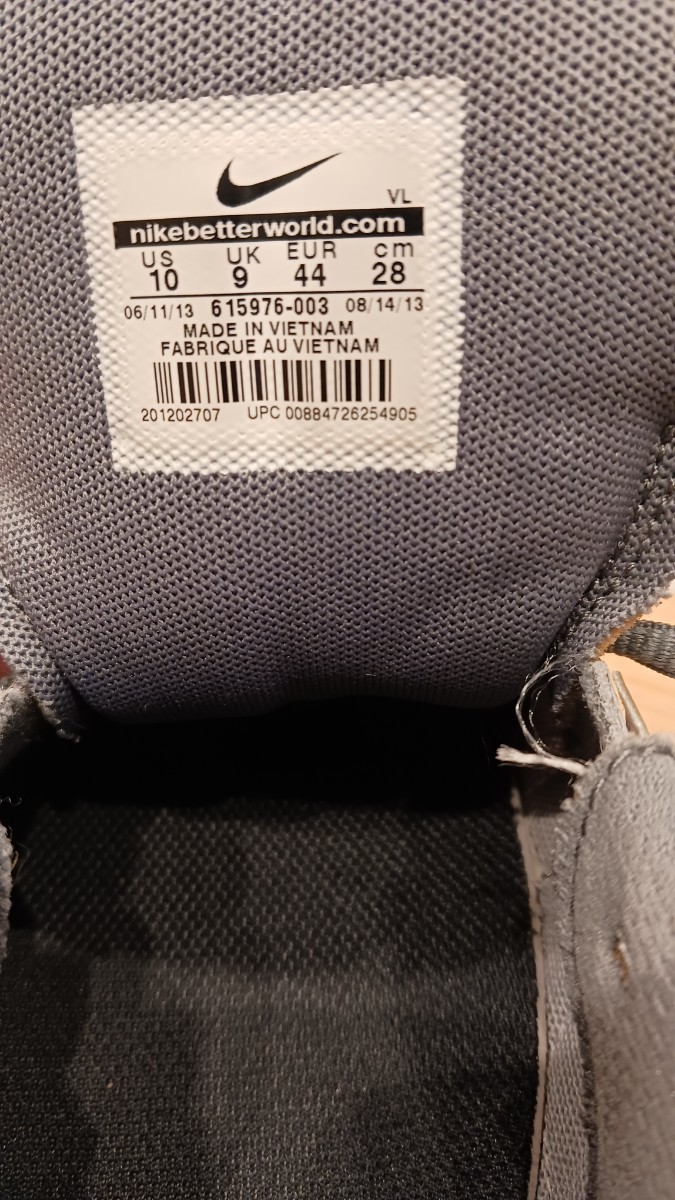 VL
nikebetterworld.com
US UK EUR cm
10 9 44 28
06/11/13 615976-003 08/14/13
MADE IN VIETNAM
FABRIQUE AU VIETNAM
201202707 UPC 00884726254905